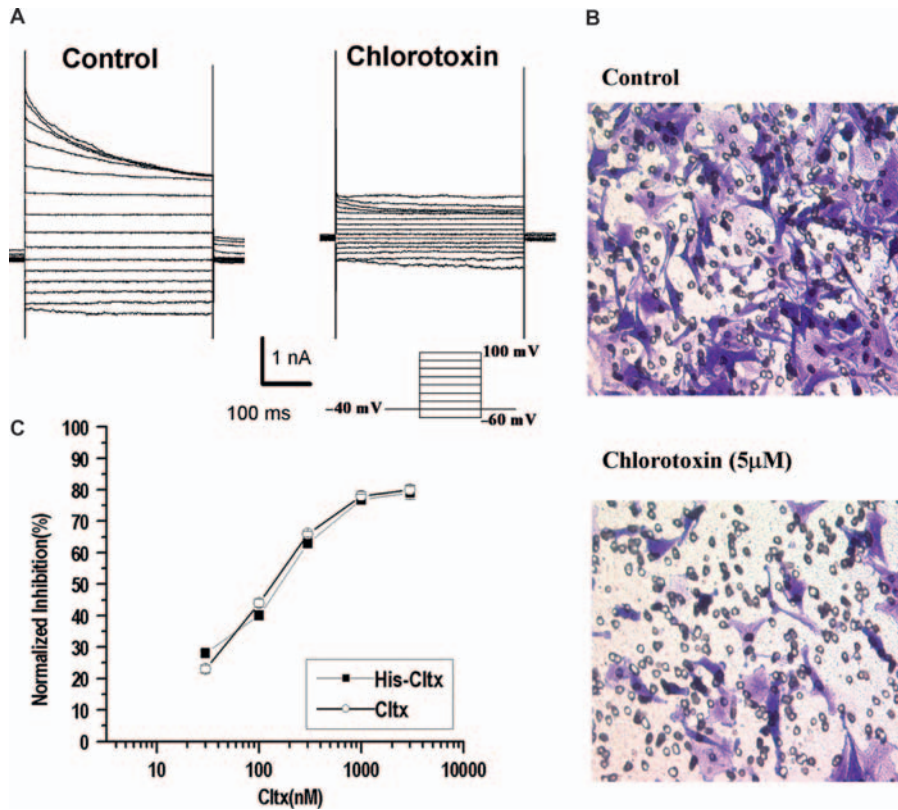 A
Control
Chlorotoxin
1 nA
100 ms
100 mV
–40 mV
–60 mV
B
Control
Chlorotoxin (5μM)
C
100
90
80
70
60
50
40
30
20
10
0
Normalized Inhibition(%)
His-Cltx
Cltx
10
100
1000
10000
Cltx(nM)